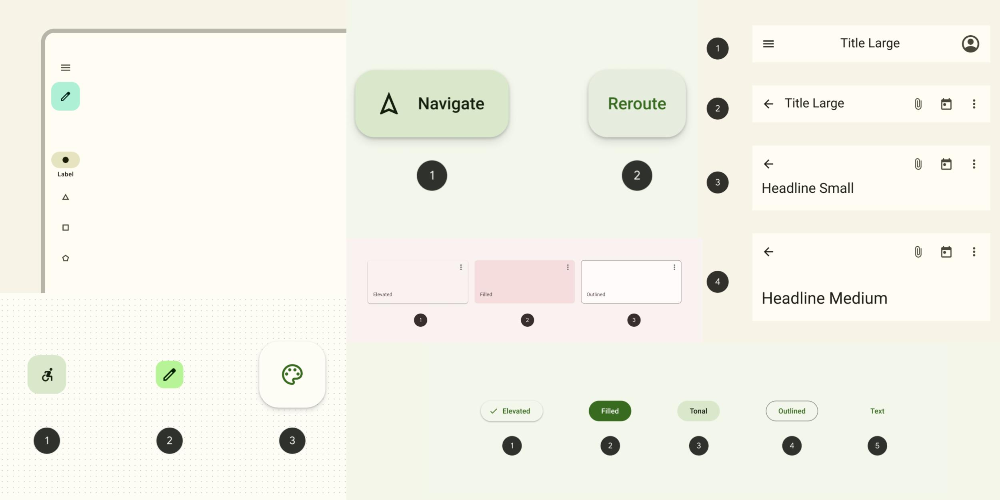 Label
1
2
3
Navigate
Reroute
1
2
Elevated
Filled
Outlined
1
2
3
1
Title Large
2
Title Large
3
Headline Small
4
Headline Medium
Elevated
Filled
Tonal
Outlined
Text
1
2
3
4
5